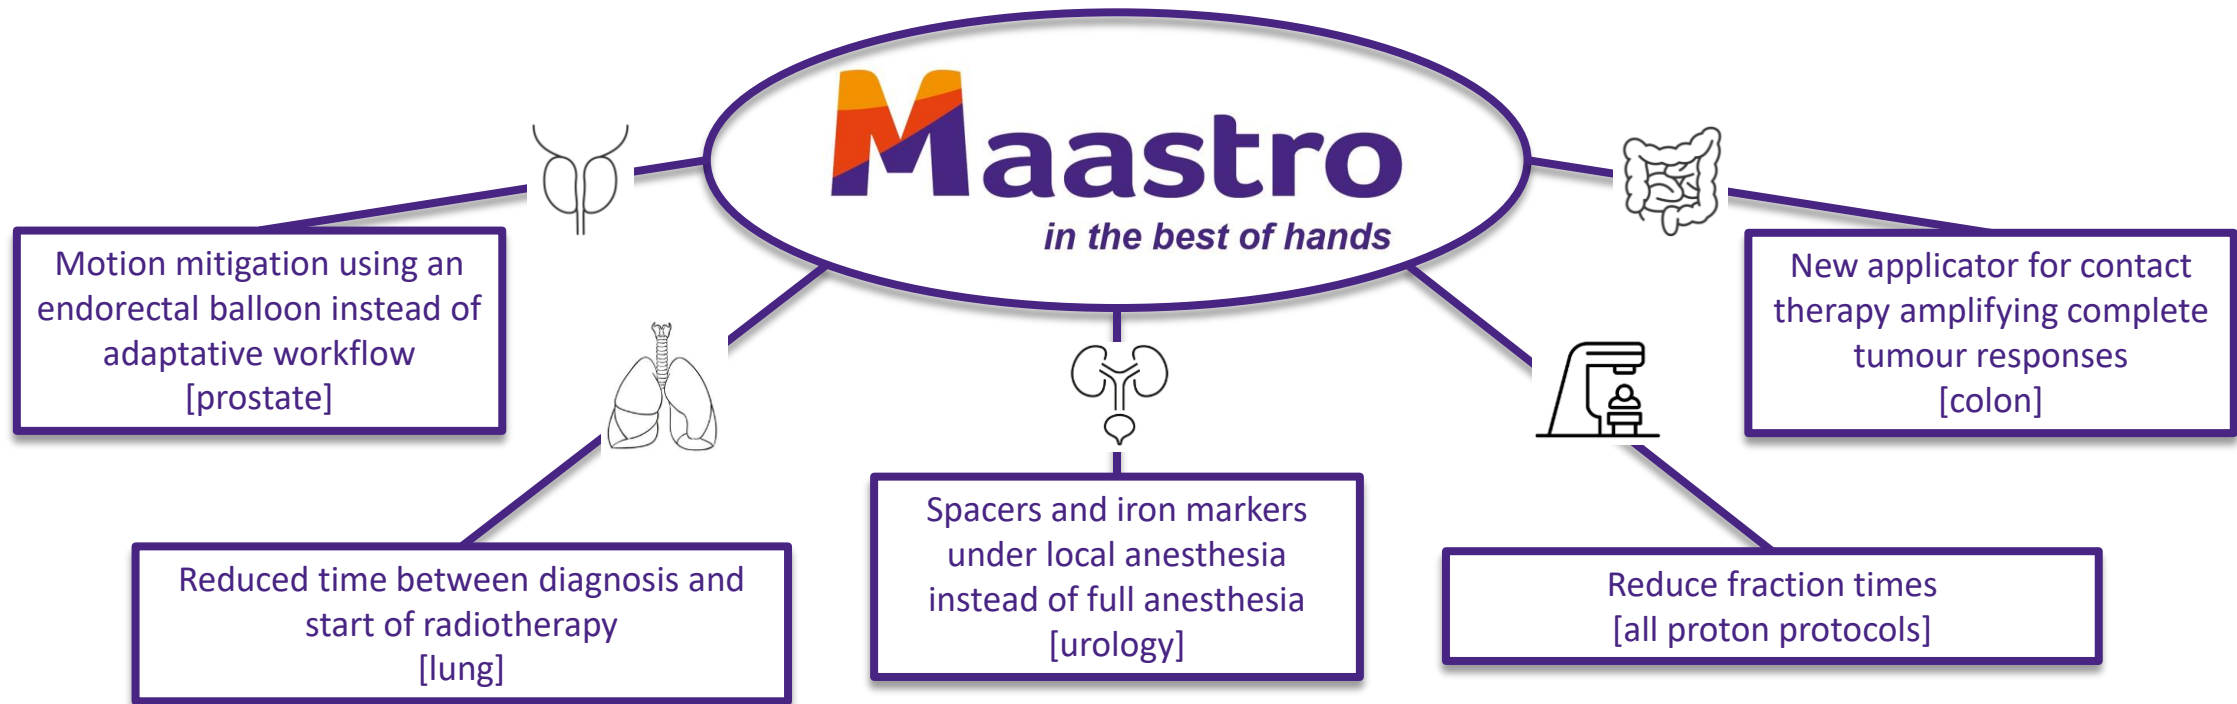 Maastro
in the best of hands
Motion mitigation using an
endorectal balloon instead of
adaptative workflow
[prostate]
Reduced time between diagnosis and
start of radiotherapy
[lung]
Spacers and iron markers
under local anesthesia
instead of full anesthesia
[urology]
Reduce fraction times
[all proton protocols]
New applicator for contact
therapy amplifying complete
tumour responses
[colon]